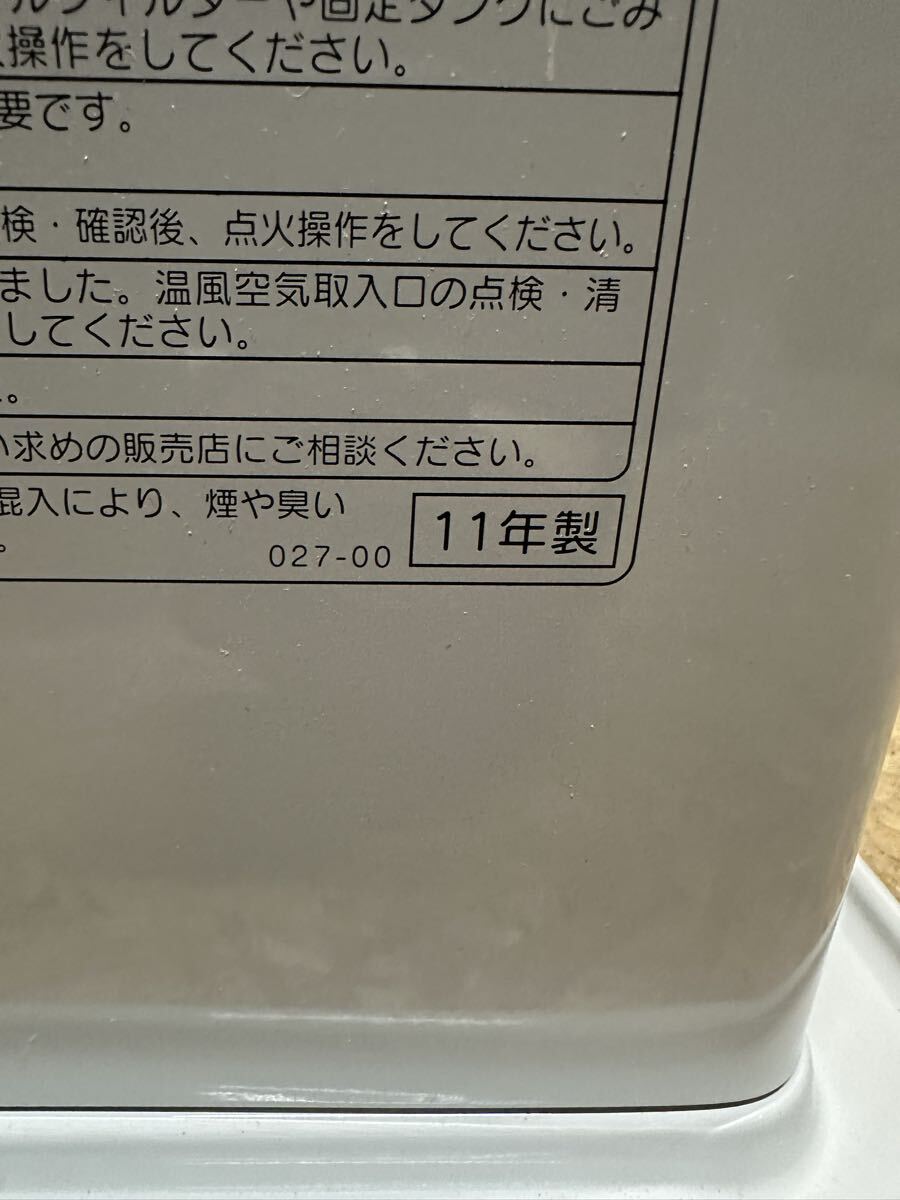 ルフィルターや固定タンクにごみ
操作をしてください。
要です。
検・確認後、点火操作をしてください。
ました。温風空気取入口の点検・清
してください。
。
い求めの販売店にご相談ください。
混入により、煙や臭い
。
027-00
11年製